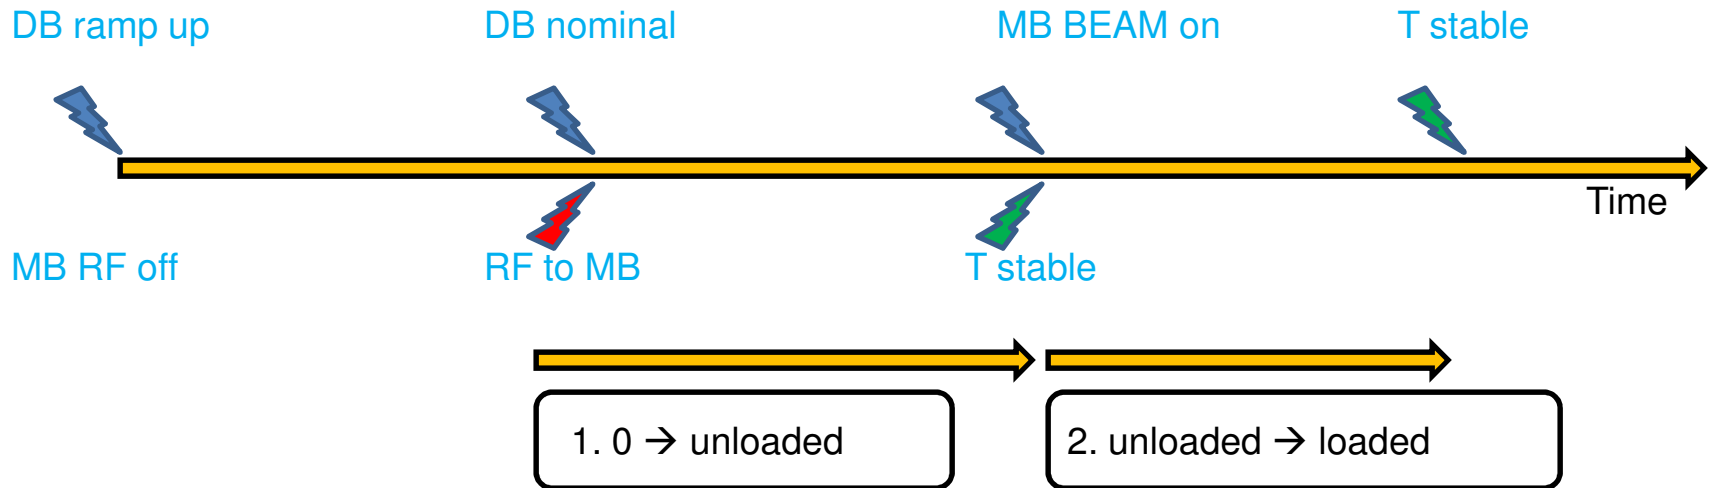 DB ramp up
DB nominal
MB BEAM on
T stable
Time
MB RF off
RF to MB
T stable
1. 0 → unloaded
2. unloaded → loaded